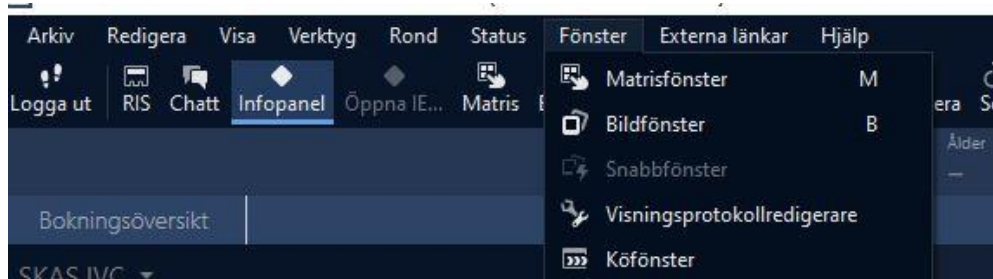 Arkiv Redigera Visa Verktyg Rond Status Fönster Externa länkar Hjälp
Logga ut RIS Chatt Infopanel Öppna IE... Matris
Matrisfönster M
Bildfönster B
Snabbfönster
Visningsprotokollredigerare
Köfönster
era
Ålder
–
Bokningsöversikt
SKAS IVC